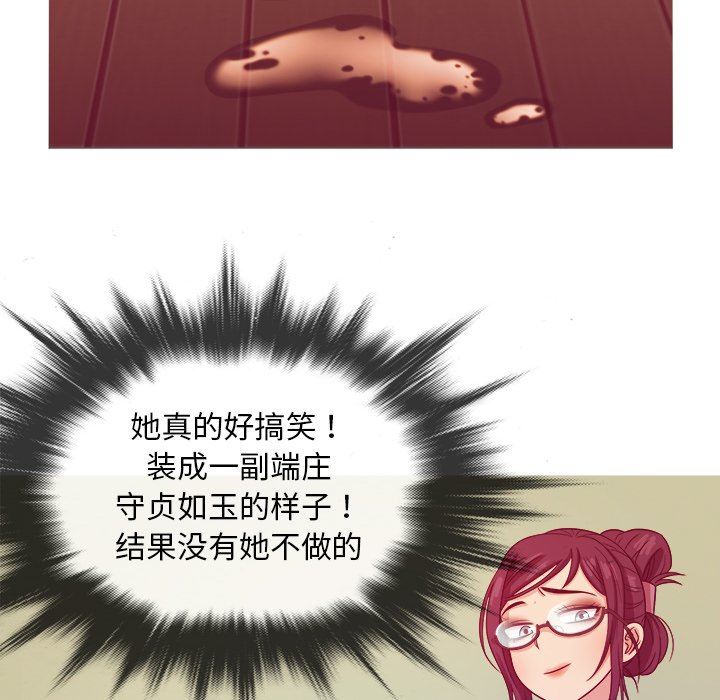 她真的好搞笑！
装成一副端庄
守贞如玉的样子！
结果没有她不做的